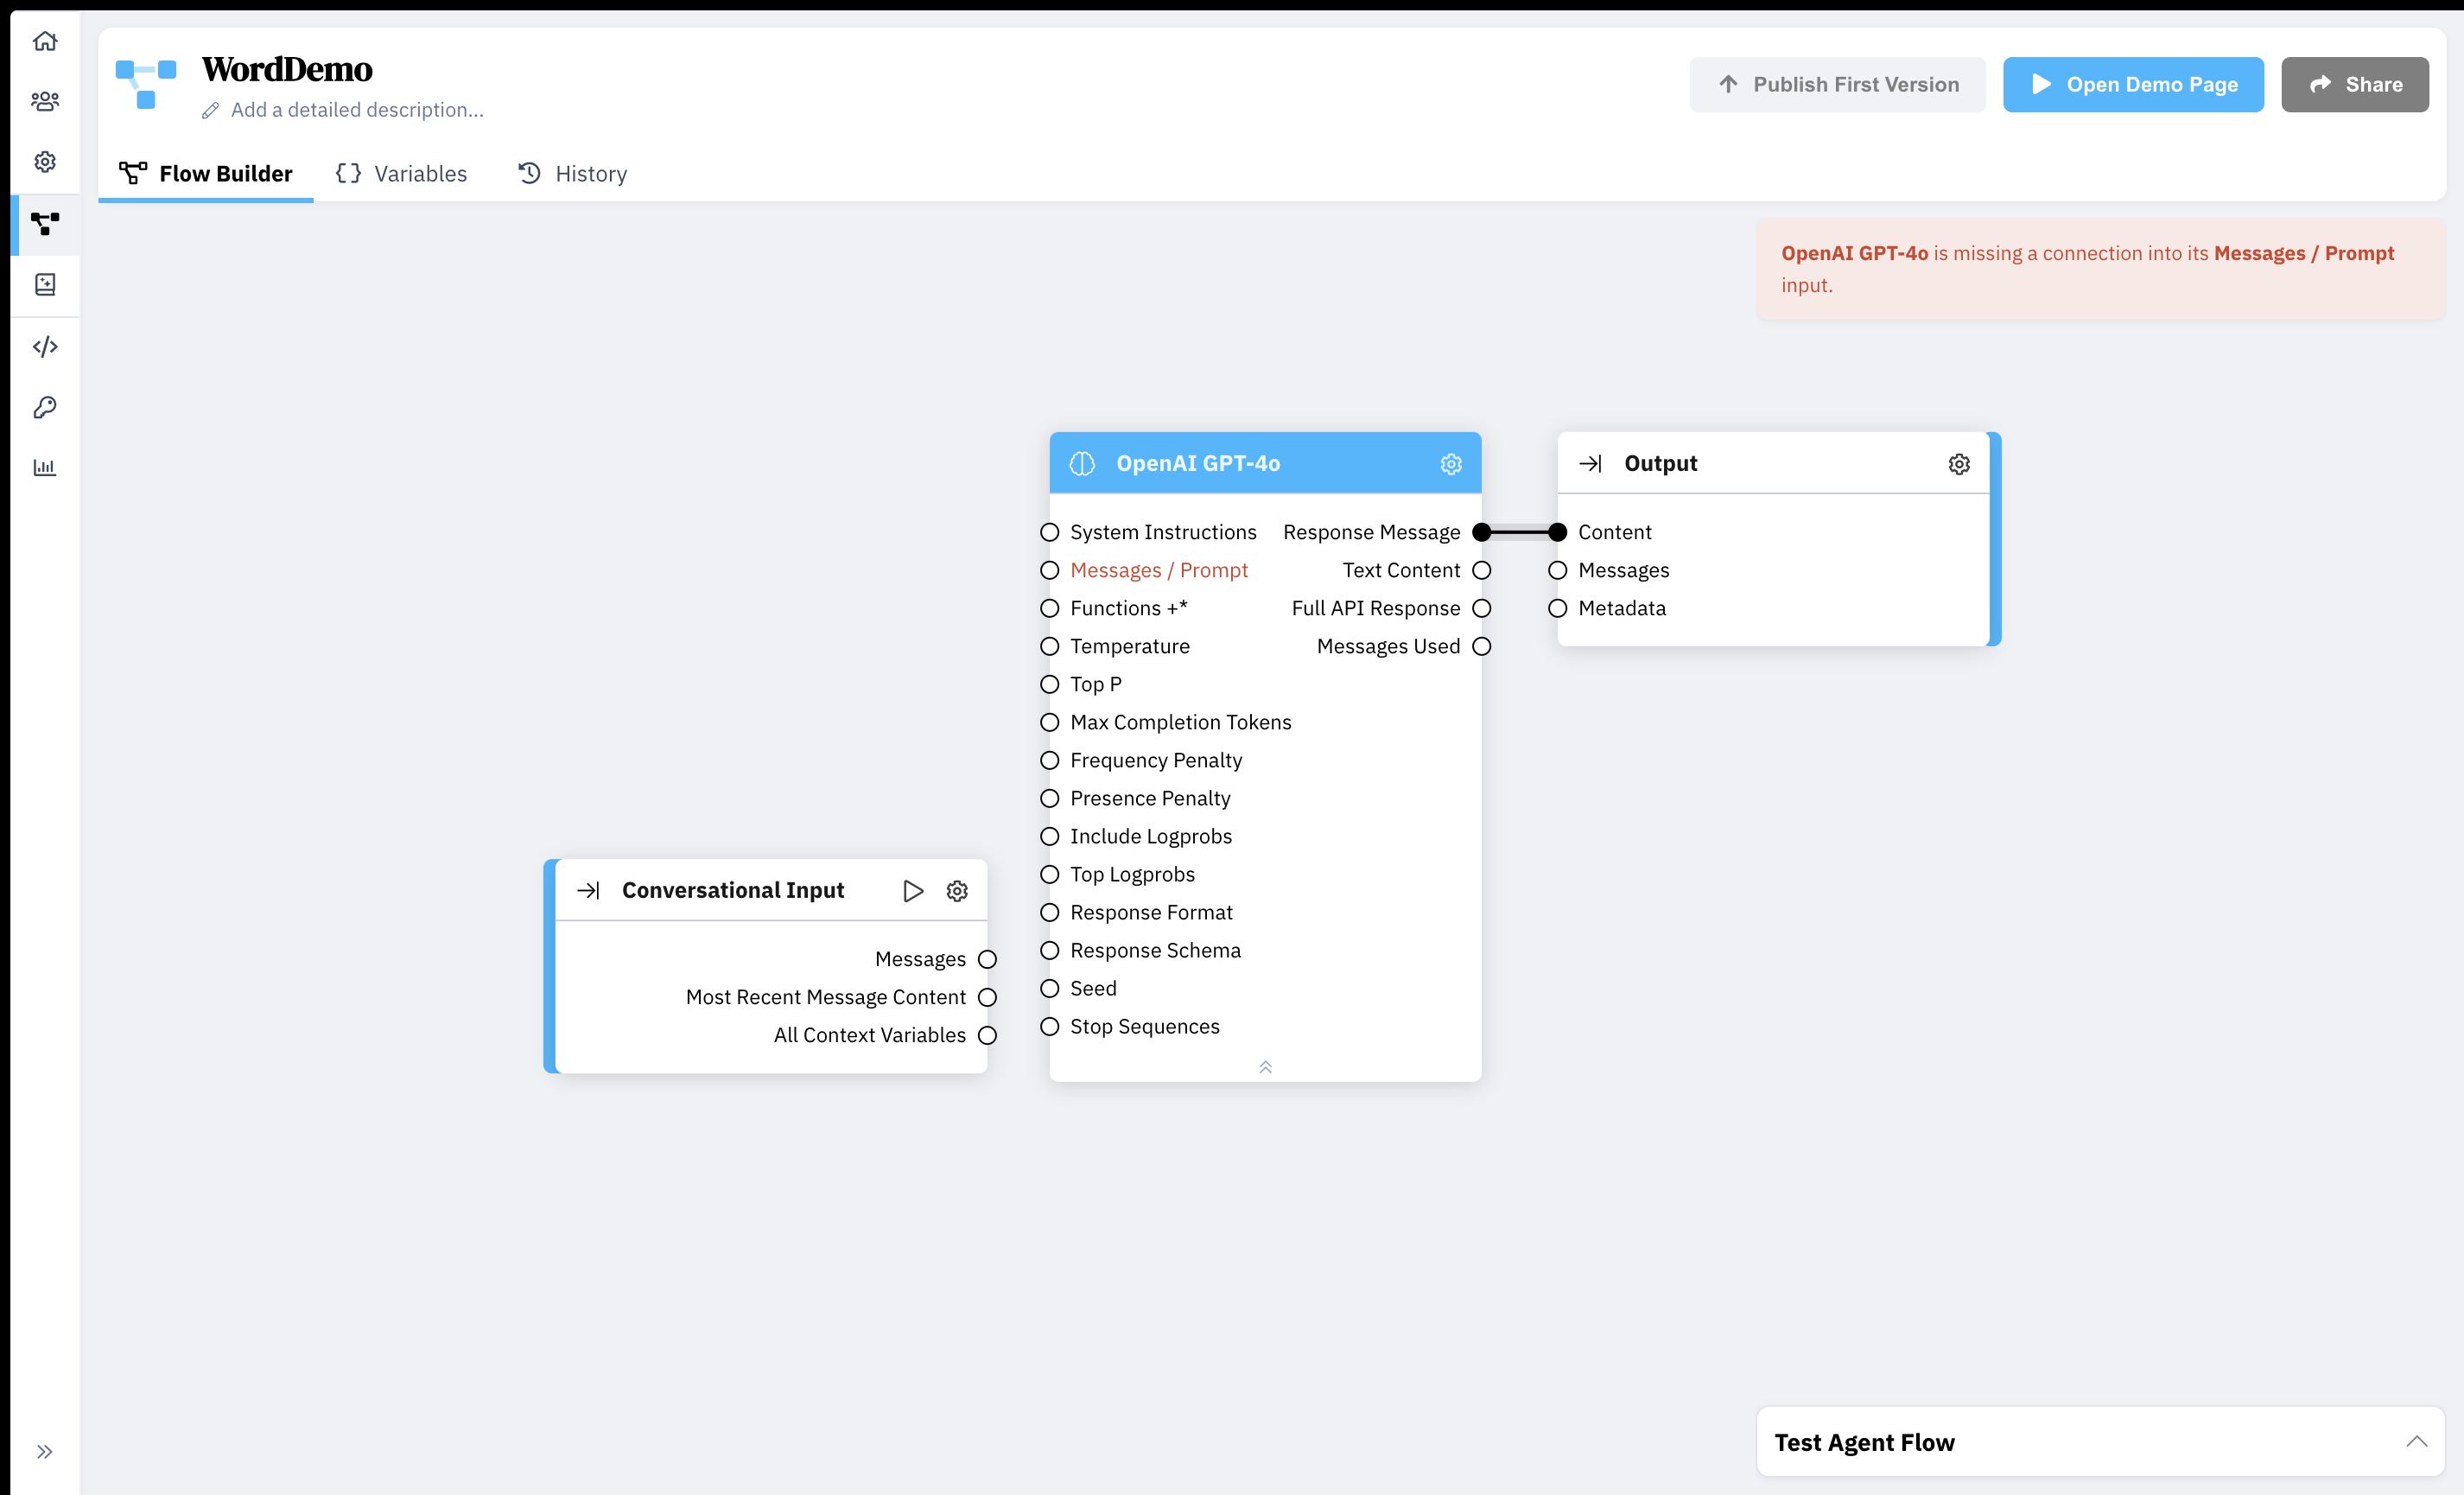 WordDemo
Add a detailed description...
Publish First Version
Open Demo Page
Share
Flow Builder
Variables
History
OpenAI GPT-4o is missing a connection into its Messages / Prompt
input.
OpenAI GPT-4o
System Instructions
Response Message
Messages / Prompt
Text Content
Functions +*
Full API Response
Temperature
Messages Used
Top P
Max Completion Tokens
Frequency Penalty
Presence Penalty
Include Logprobs
Top Logprobs
Response Format
Response Schema
Seed
Stop Sequences
Output
Content
Messages
Metadata
Conversational Input
Messages
Most Recent Message Content
All Context Variables
Test Agent Flow